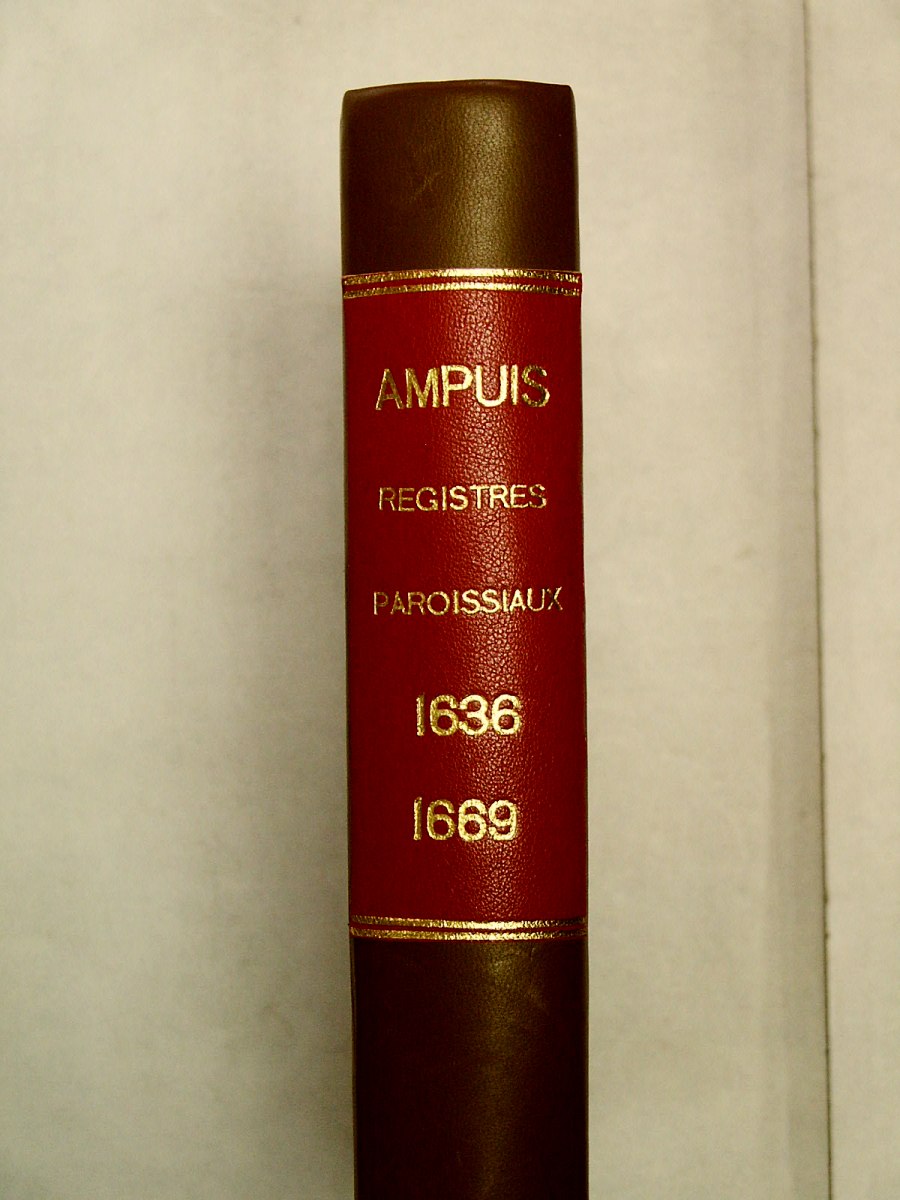 AMPUIS
REGISTRES
PAROISSIAUX
1636
1669